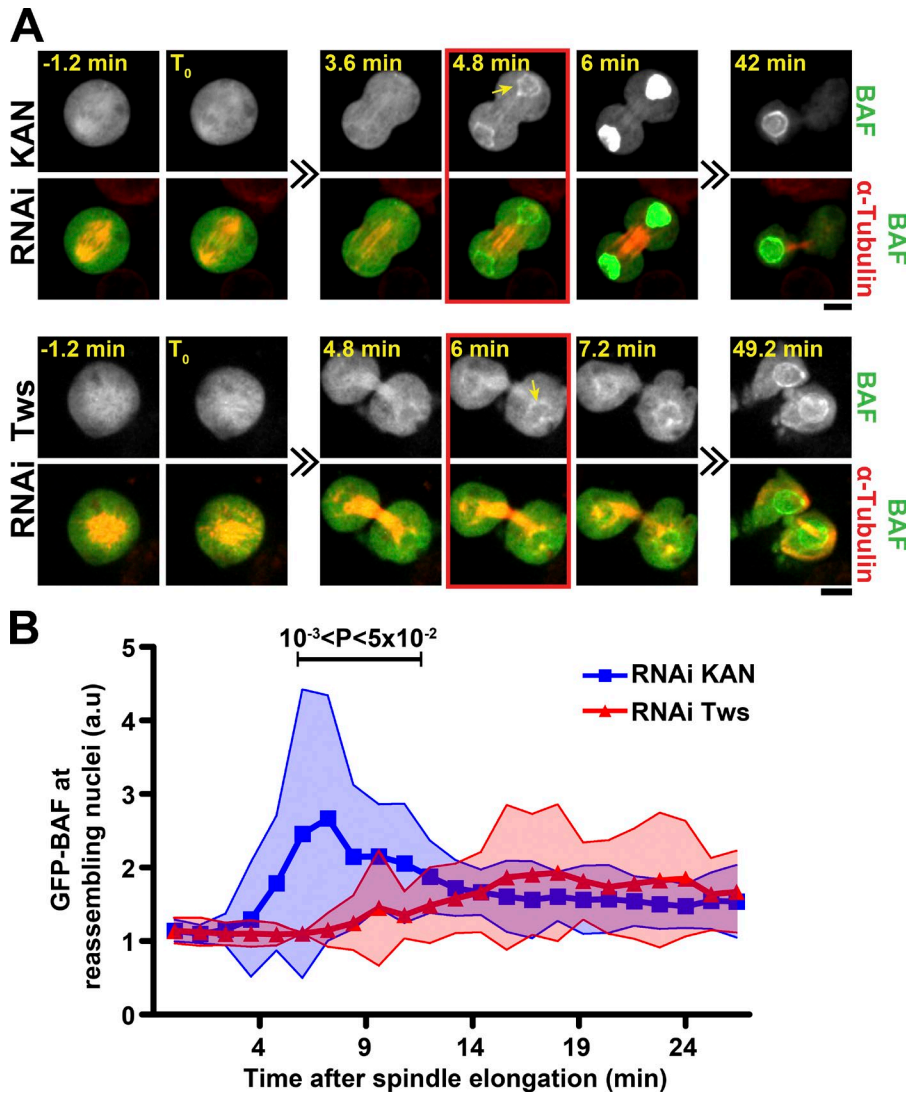 A
RNAi KAN
-1.2 min T0 3.6 min 4.8 min 6 min 42 min
BAF
α-Tubulin BAF
RNAi Tws
-1.2 min T0 4.8 min 6 min 7.2 min 49.2 min
BAF
α-Tubulin BAF
B
10-3<P<5x10-2
RNAi KAN
RNAi Tws
GFP-BAF at
reassembling nuclei (a.u)
5
4
3
2
1
0
4 9 14 19 24
Time after spindle elongation (min)